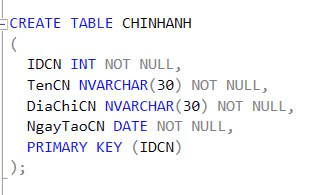 CREATE TABLE CHINHANH
(
IDCN INT NOT NULL,
TenCN NVARCHAR(30) NOT NULL,
DiaChiCN NVARCHAR(30) NOT NULL,
NgayTaoCN DATE NOT NULL,
PRIMARY KEY (IDCN)
);